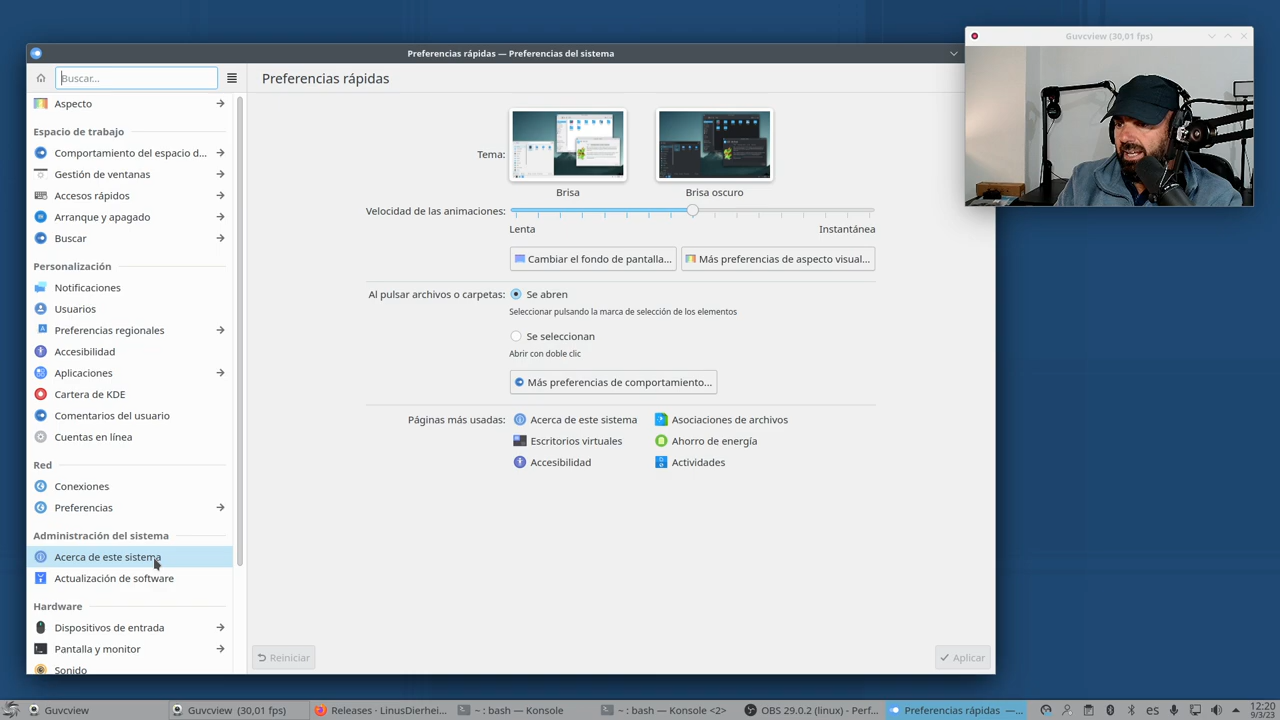 Preferencias rápidas — Preferencias del sistema
Guvcview (30,01 fps)
Buscar...
Preferencias rápidas
Aspecto
Espacio de trabajo
Comportamiento del espacio d...
Gestión de ventanas
Accesos rápidos
Arranque y apagado
Buscar
Personalización
Notificaciones
Usuarios
Preferencias regionales
Accesibilidad
Aplicaciones
Cartera de KDE
Comentarios del usuario
Cuentas en línea
Red
Conexiones
Preferencias
Administración del sistema
Acerca de este sistema
Actualización de software
Hardware
Dispositivos de entrada
Pantalla y monitor
Sonido
Tema:
Brisa
Brisa oscuro
Velocidad de las animaciones:
Lenta
Instantánea
Cambiar el fondo de pantalla...
Más preferencias de aspecto visual...
Al pulsar archivos o carpetas:
Se abren
Seleccionar pulsando la marca de selección de los elementos
Se seleccionan
Abrir con doble clic
Más preferencias de comportamiento...
Páginas más usadas:
Acerca de este sistema
Asociaciones de archivos
Escritorios virtuales
Ahorro de energía
Accesibilidad
Actividades
Reiniciar
Aplicar
Guvcview
Guvcview (30,01 fps)
Releases - LinusDierhei...
~ : bash — Konsole
~ : bash — Konsole <2>
OBS 29.0.2 (linux) - Perf...
Preferencias rápidas —...
es
12:20
9/3/23